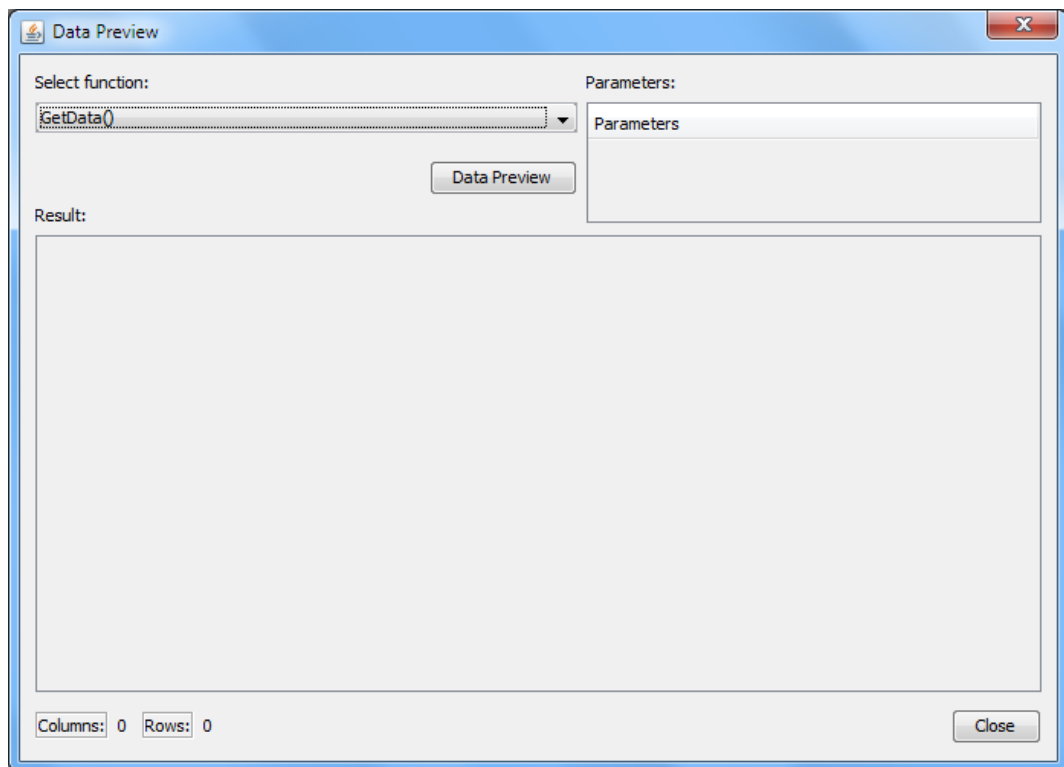 Data Preview
Select function:
Parameters:
GetData()
Parameters
Data Preview
Result:
Columns: 0 Rows: 0
Close